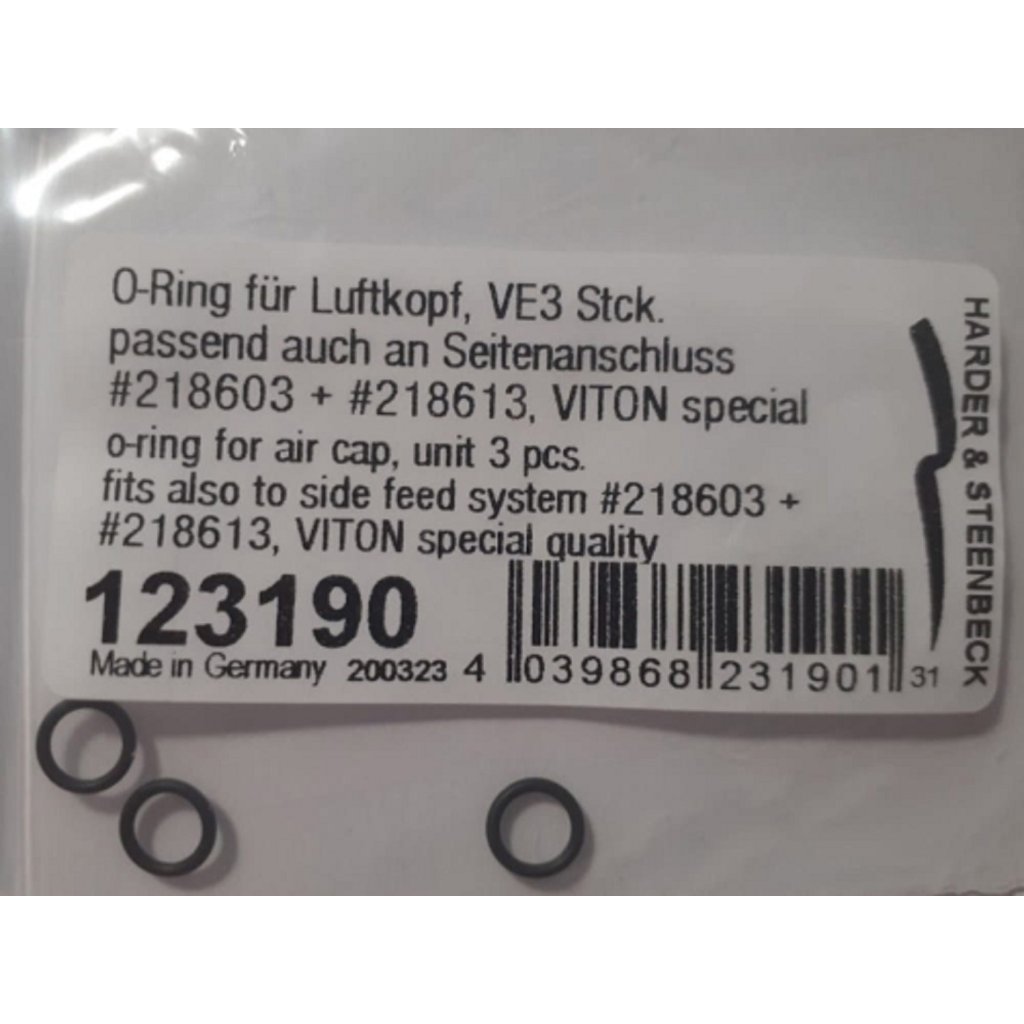 O-Ring für Luftkopf, VE3 Stck.
passend auch an Seitenanschluss
#218603 + #218613, VITON special
o-ring for air cap, unit 3 pcs.
fits also to side feed system #218603 +
#218613, VITON special quality
123190
Made in Germany 200323
4 039868 231901 31
HARDER & STEENBECK